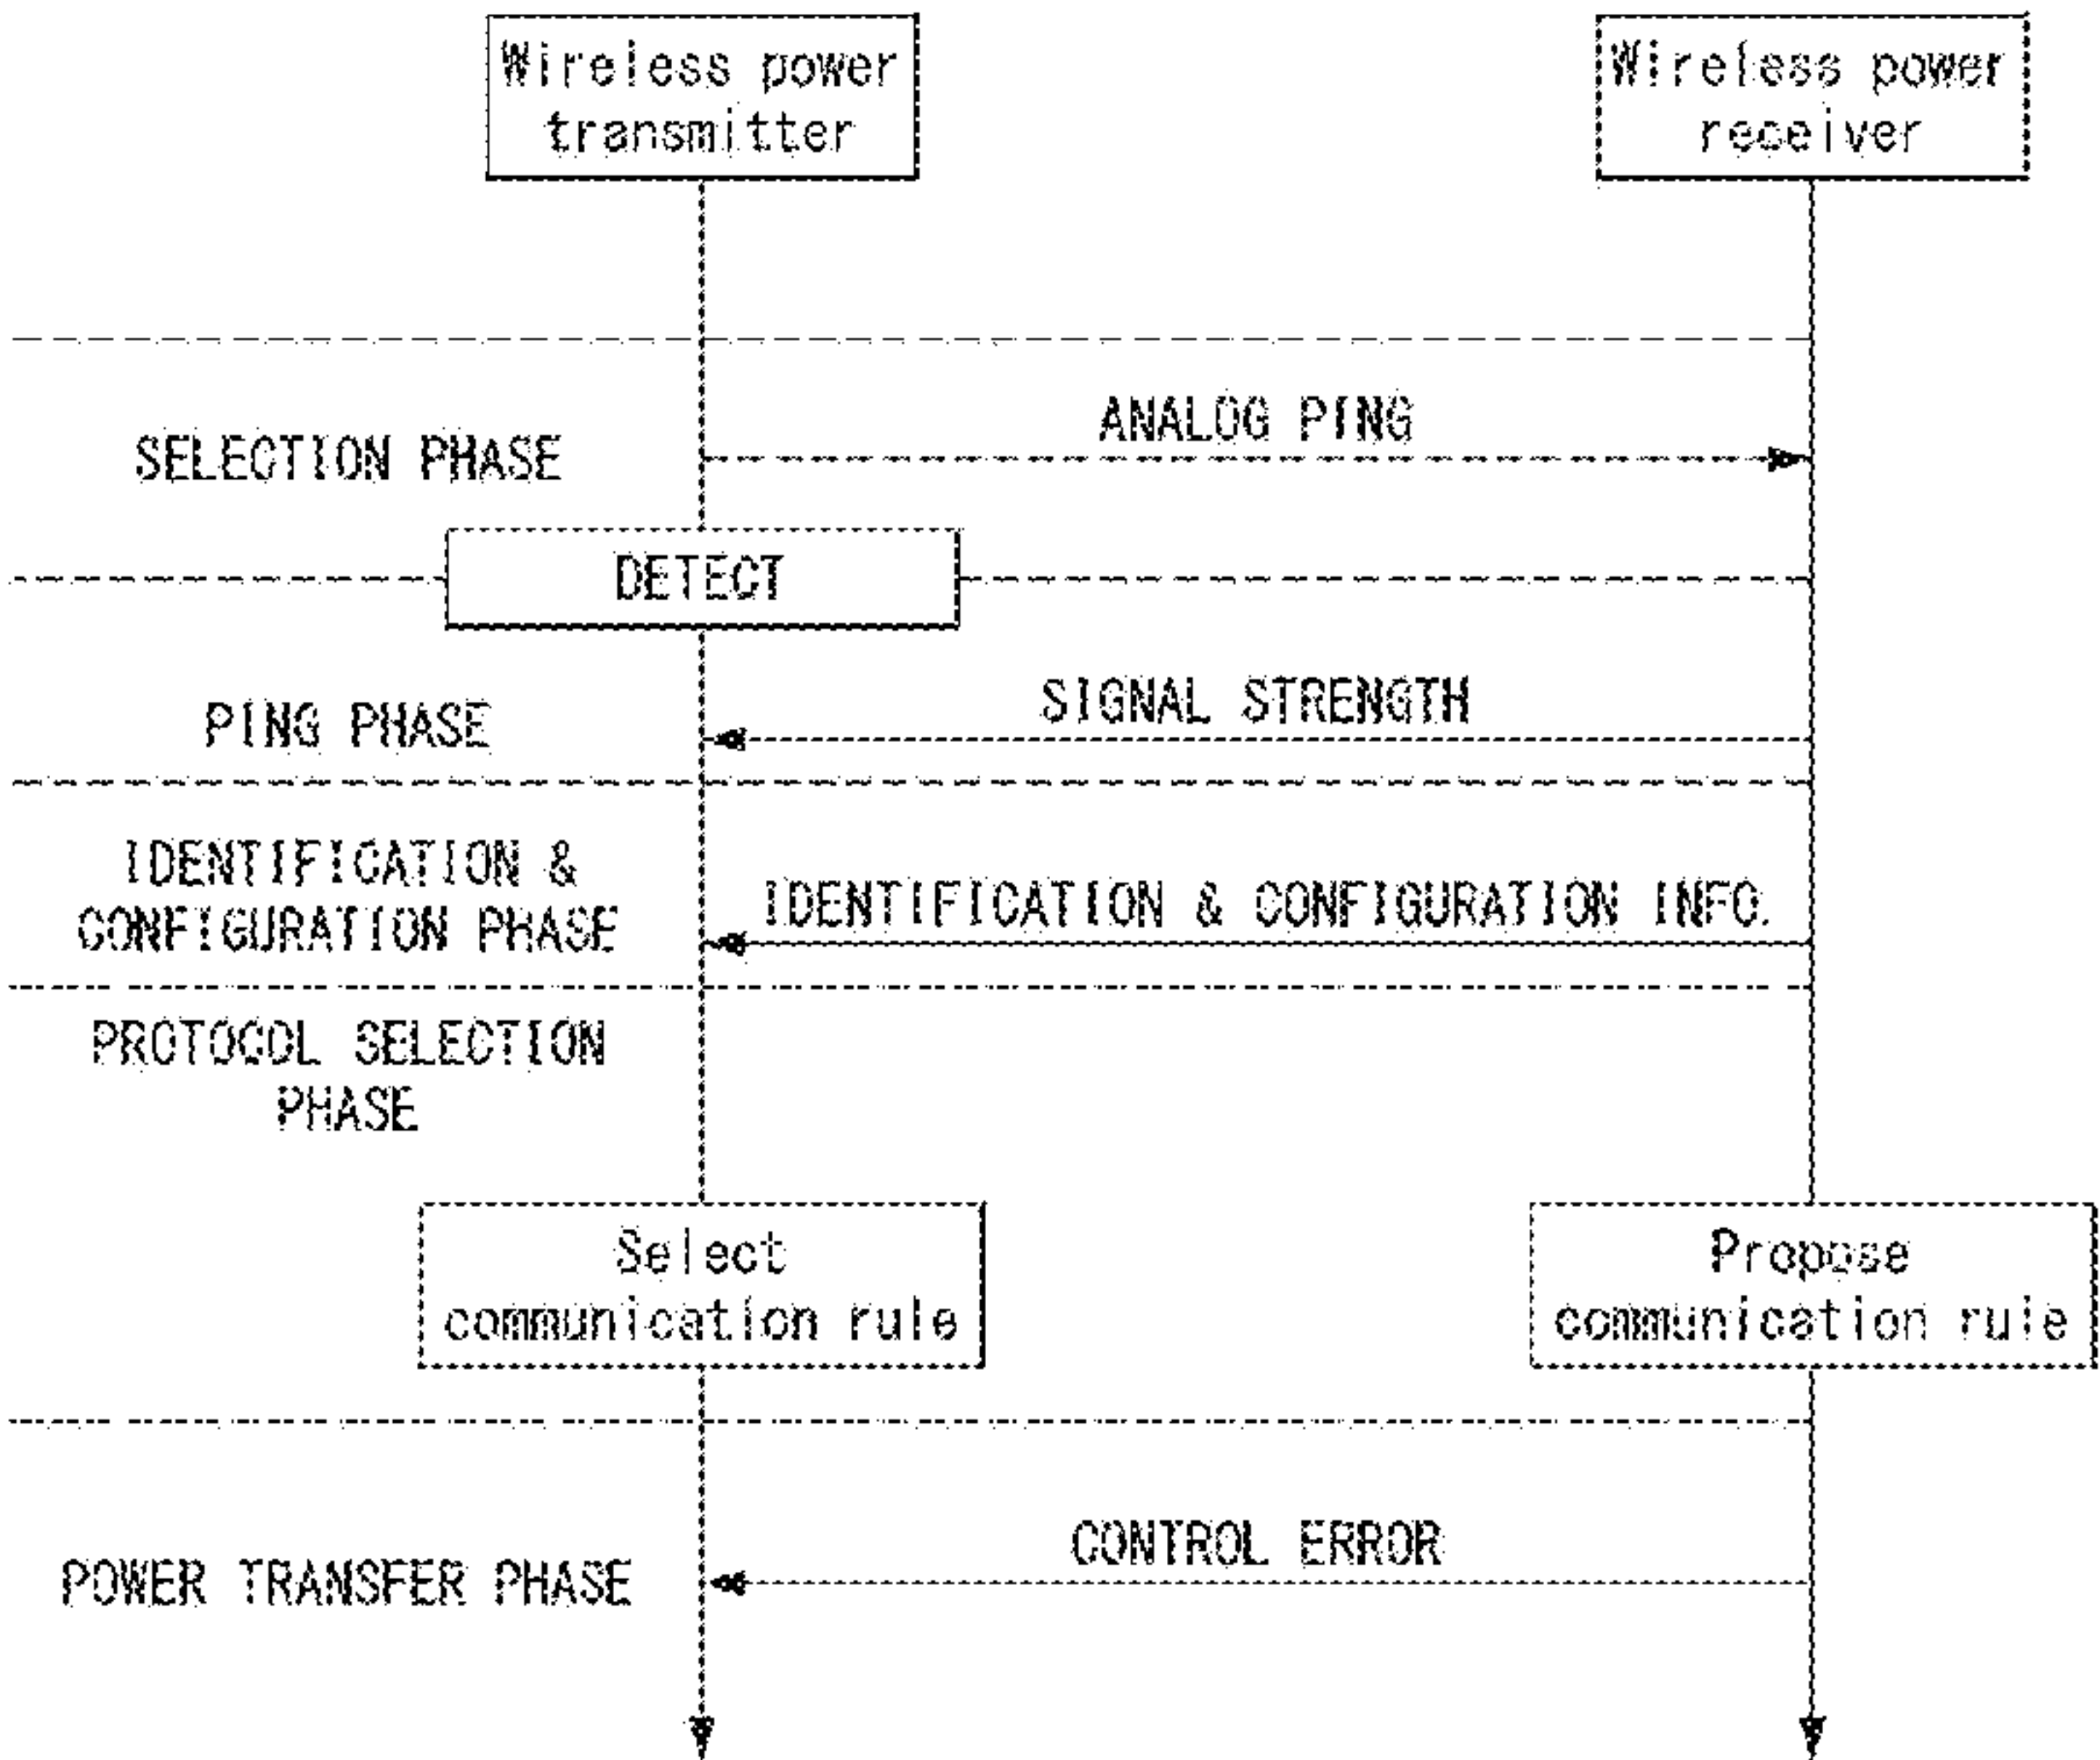 Wireless power
transmitter
Wireless power
receiver
SELECTION PHASE
ANALOG PING
DETECT
PING PHASE
SIGNAL STRENGTH
IDENTIFICATION &
CONFIGURATION PHASE
IDENTIFICATION & CONFIGURATION INFO.
PROTOCOL SELECTION
PHASE
Select
communication rule
Propose
communication rule
POWER TRANSFER PHASE
CONTROL ERROR